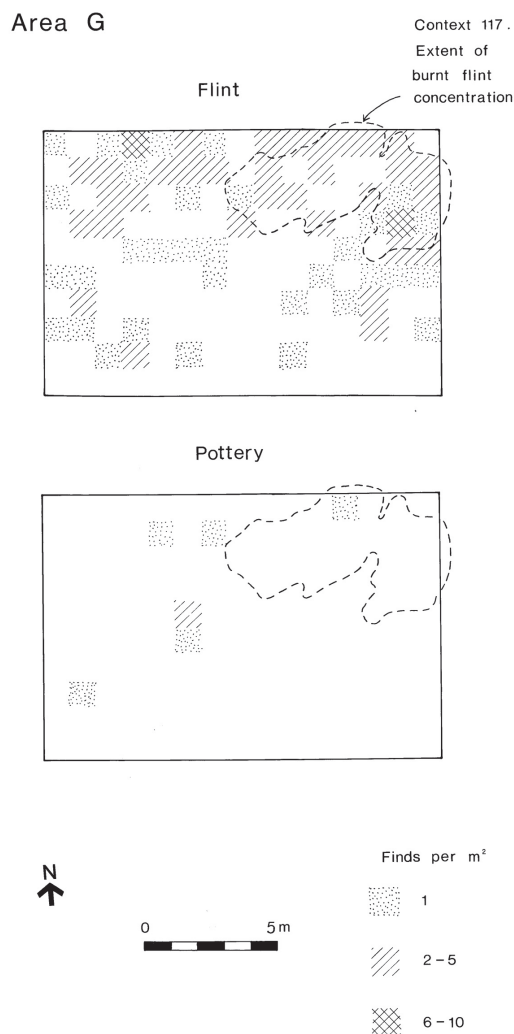 Area G
Context 117.
Extent of
burnt flint
concentration
Flint
Pottery
N
0 5m
Finds per m²
1
2-5
6-10